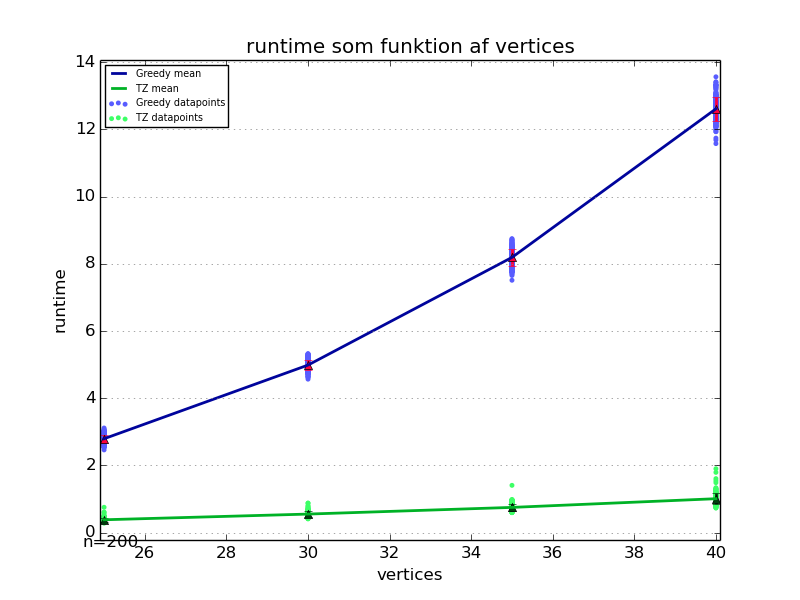 runtime som funktion af vertices
14
12
10
8
6
4
2
0
runtime
Greedy mean
TZ mean
Greedy datapoints
TZ datapoints
n=200
26 28 30 32 34 36 38 40
vertices